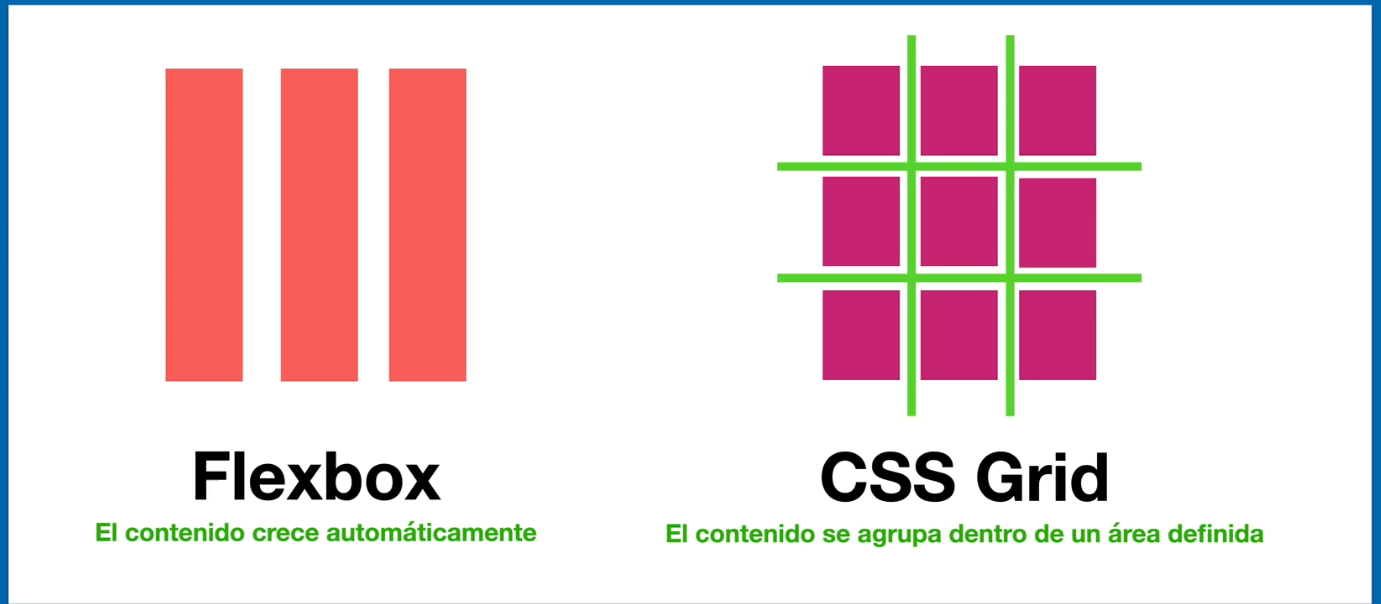 Flexbox
El contenido crece automáticamente
CSS Grid
El contenido se agrupa dentro de un área definida